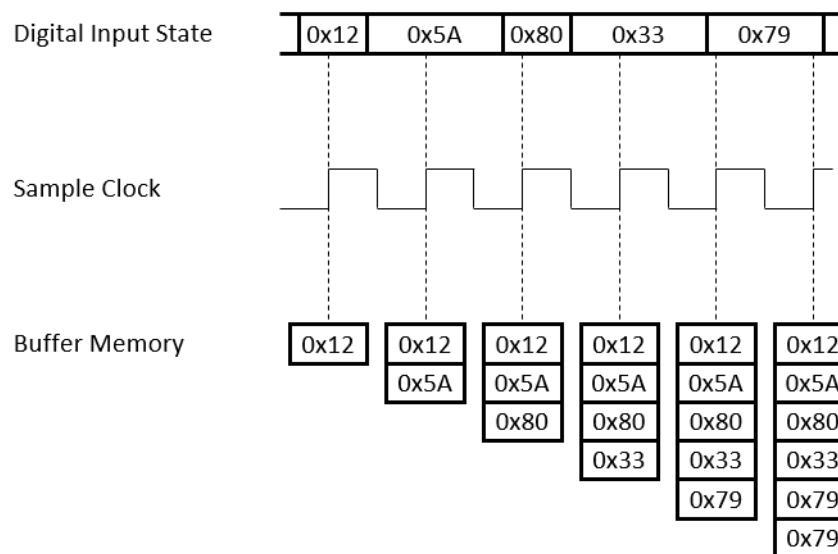 Digital Input State 0x12 0x5A 0x80 0x33 0x79
Sample Clock
Buffer Memory 0x12 0x12 0x12 0x12 0x12 0x12
0x5A 0x5A 0x5A 0x5A 0x5A
0x80 0x80 0x80 0x80
0x33 0x33 0x33
0x79 0x79
0x79